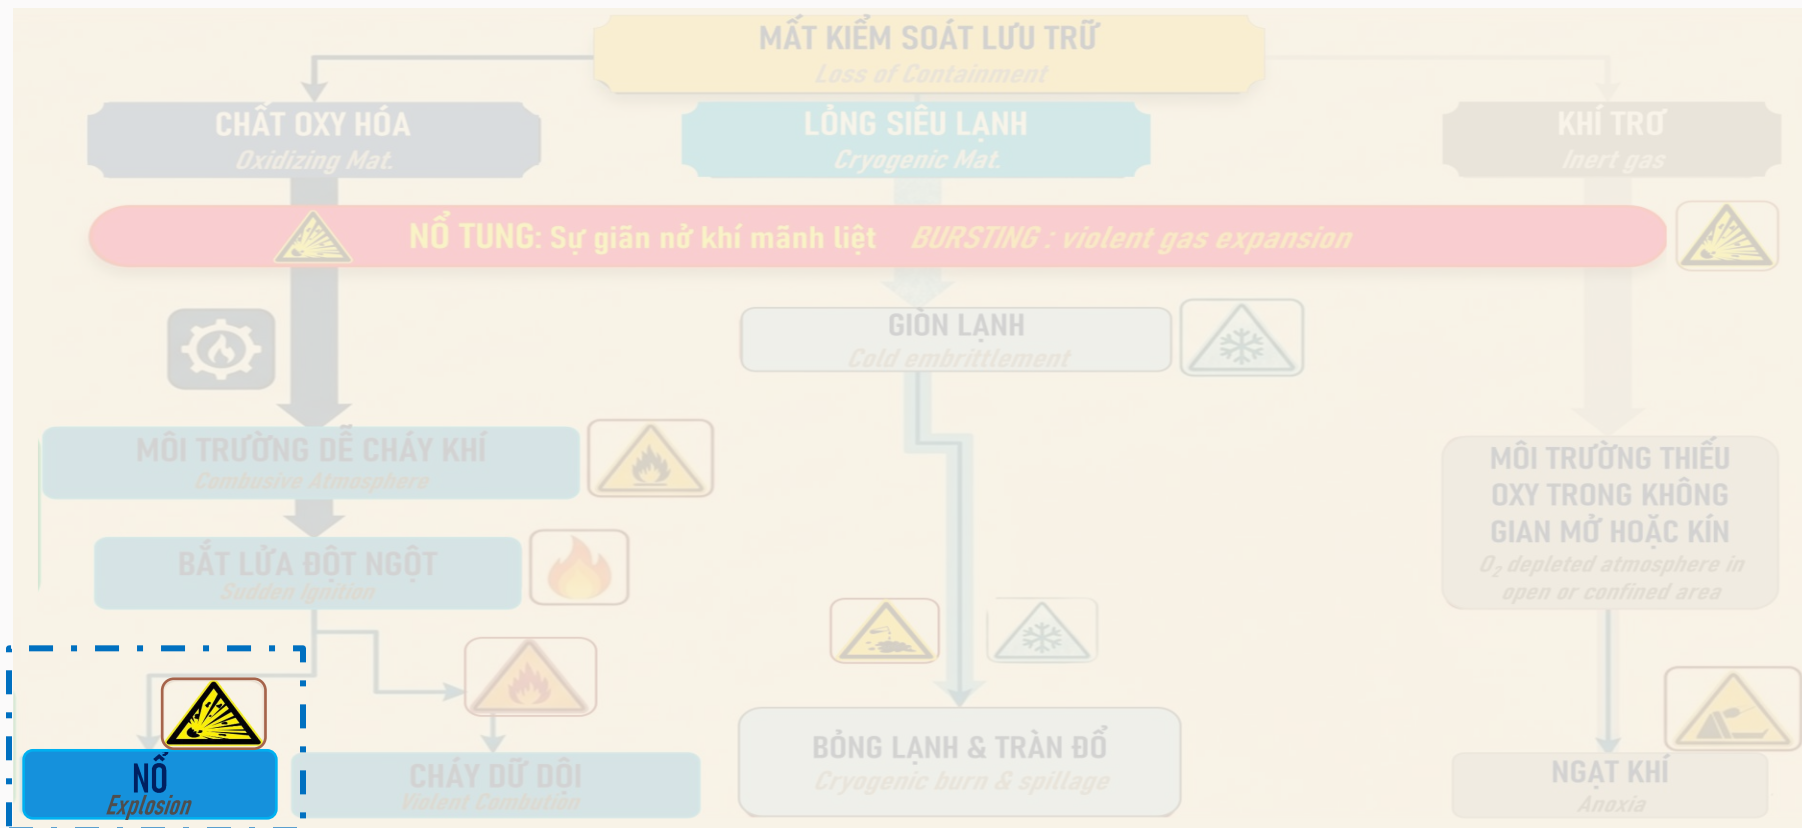 MẤT KIỂM SOÁT LƯU TRỮ
Loss of Containment
CHẤT OXY HÓA
Oxidizing Mat.
LỎNG SIÊU LẠNH
Cryogenic Mat.
KHÍ TRƠ
Inert gas
NỔ TUNG: Sự giãn nở khí mãnh liệt BURSTING : violent gas expansion
GIÒN LẠNH
Cold embrittlement
MÔI TRƯỜNG DỄ CHÁY KHÍ
Combusive Atmosphere
BẮT LỬA ĐỘT NGỘT
Sudden Ignition
MÔI TRƯỜNG THIẾU
OXY TRONG KHÔNG
GIAN MỞ HOẶC KÍN
O₂ depleted atmosphere in
open or confined area
NỔ
Explosion
CHÁY DỮ DỘI
Violent Combution
BỎNG LẠNH & TRÀN ĐỔ
Cryogenic burn & spillage
NGẠT KHÍ
Anoxia